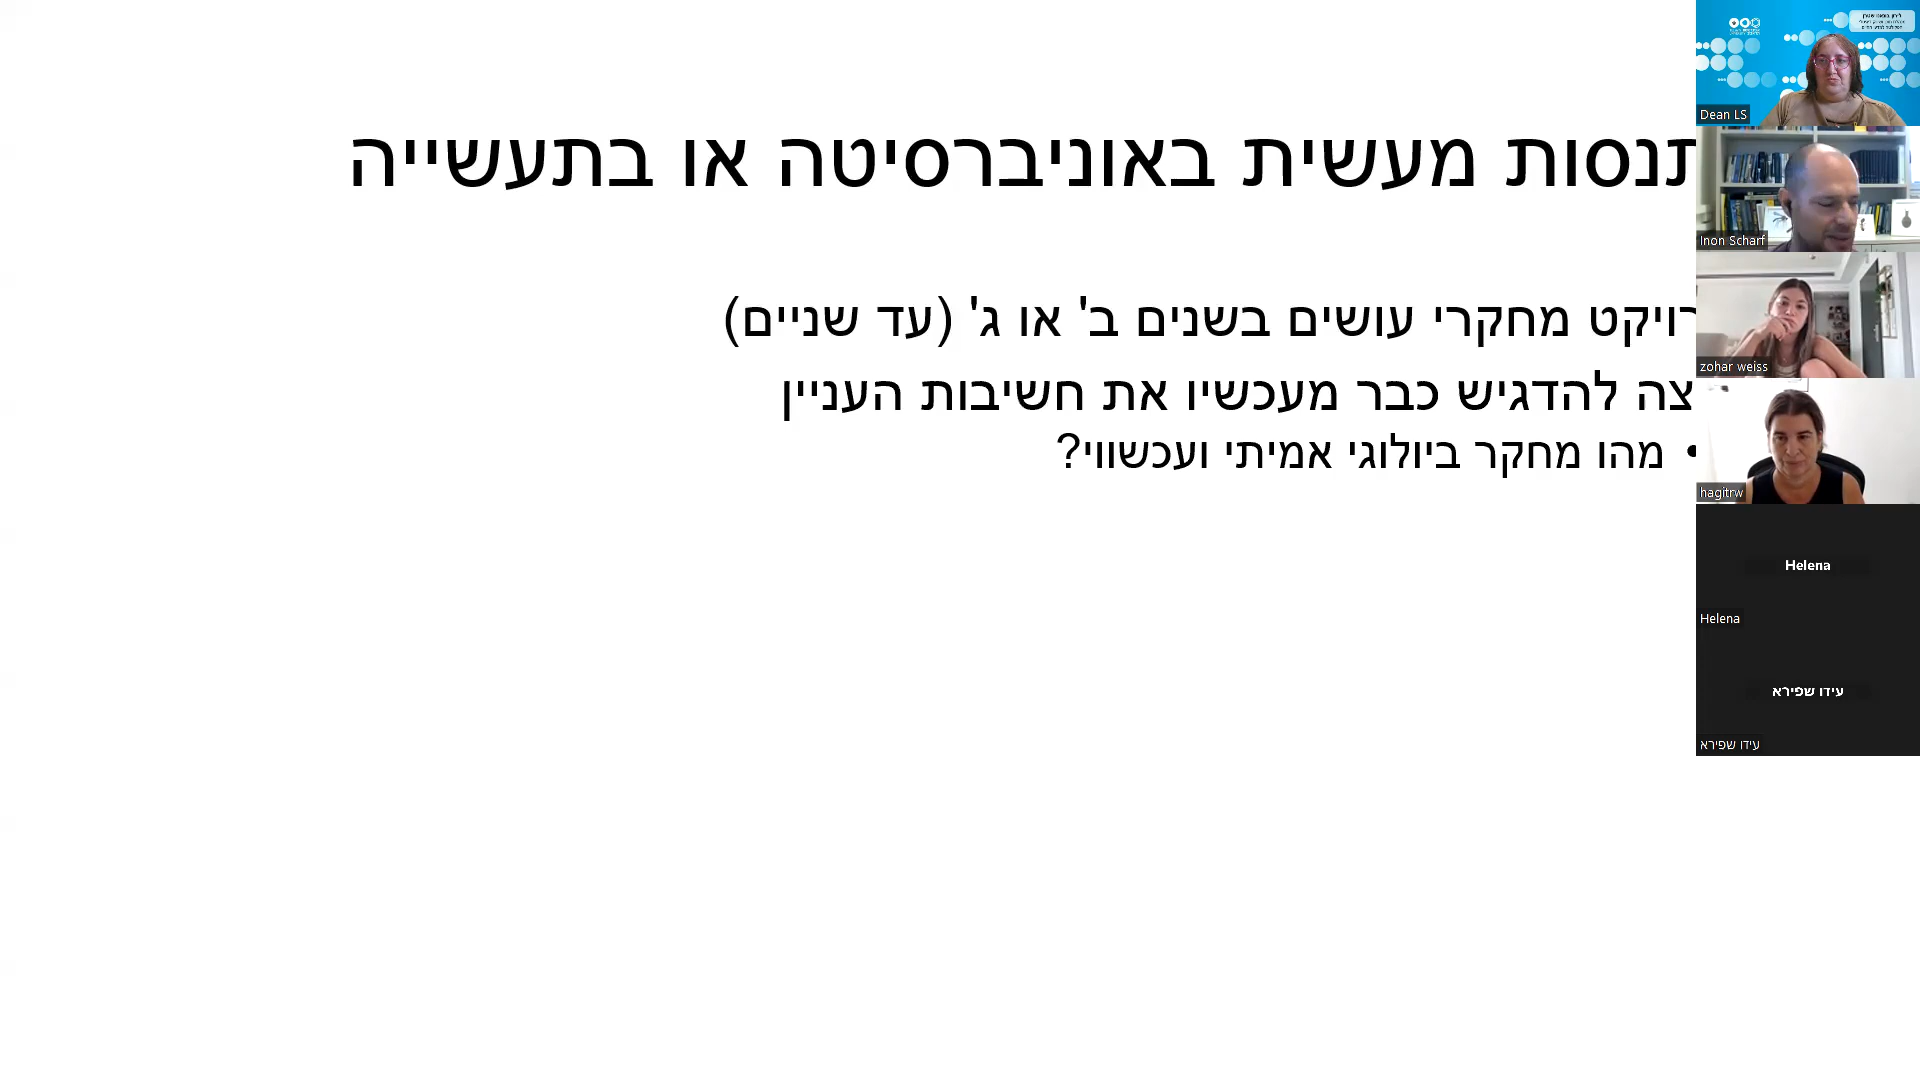 תנסות מעשית באוניברסיטה או בתעשייה
רויקט מחקרי עושים בשנים ב' או ג' (עד שניים)
צה להדגיש כבר מעכשיו את חשיבות העניין
• מהו מחקר ביולוגי אמיתי ועכשווי?
Dean LS
Inon Scharf
zohar weiss
hagitrw
Helena
Helena
עידו שפירא
עידו שפירא